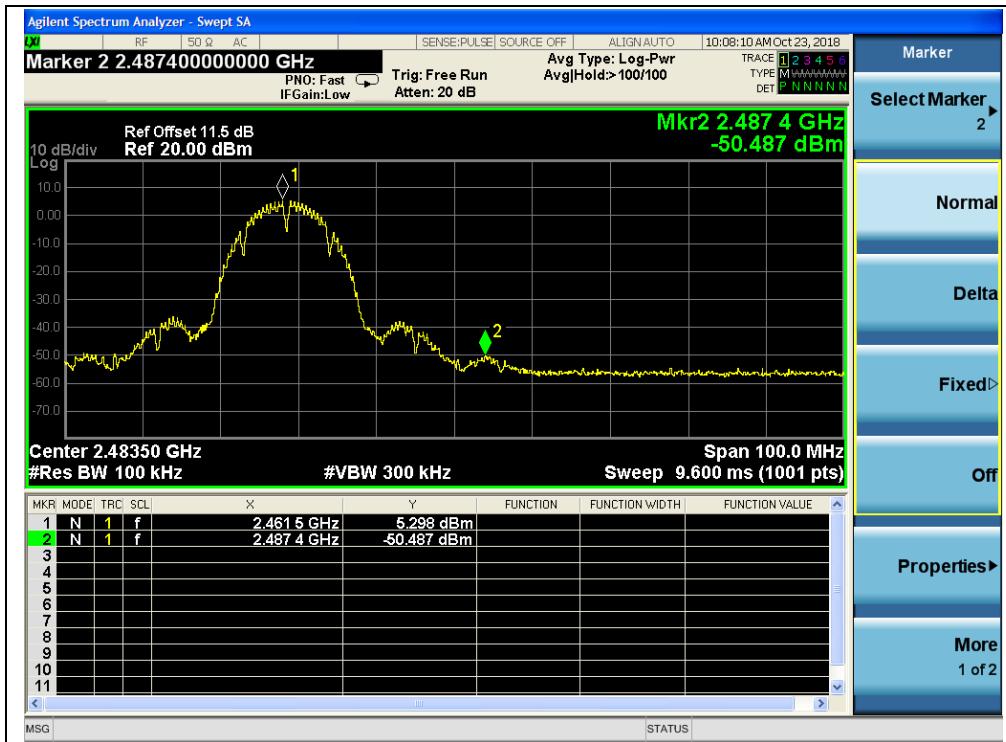 Agilent Spectrum Analyzer - Swept SA
LXI RF 50 Ω AC SENSE:PULSE SOURCE OFF ALIGN AUTO 10:08:10 AM Oct 23, 2018
Marker 2 2.487400000000 GHz
PNO: Fast
IFGain:Low
Trig: Free Run
Atten: 20 dB
Avg Type: Log-Pwr
Avg|Hold:>100/100
TRACE 1 2 3 4 5 6
TYPE M WWWWW
DET P N N N N N
Mkr2 2.487 4 GHz
-50.487 dBm
Ref Offset 11.5 dB
10 dB/div Ref 20.00 dBm
Log
10.0
0.00
-10.0
-20.0
-30.0
-40.0
-50.0
-60.0
-70.0
1
2
Center 2.48350 GHz Span 100.0 MHz
#Res BW 100 kHz #VBW 300 kHz Sweep 9.600 ms (1001 pts)
MKR MODE TRC SCL X Y FUNCTION FUNCTION WIDTH FUNCTION VALUE
1 N 1 f 2.461 5 GHz 5.298 dBm
2 N 1 f 2.487 4 GHz -50.487 dBm
3
4
5
6
7
8
9
10
11
MSG STATUS
Marker
Select Marker
2
Normal
Delta
Fixed
Off
Properties
More
1 of 2